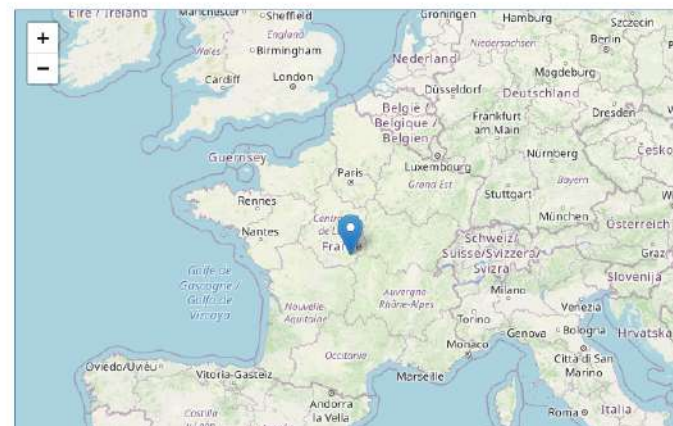 +
−
Éire / Ireland
Manchester
Sheffield
England
Wales
Birmingham
Cardiff
London
Groningen
Hamburg
Szczecin
Berlin
Nederland
Niedersachsen
Magdeburg
Düsseldorf
Deutschland
België /
Belgique /
Belgien
Frankfurt
am Main
Dresden
Guernsey
Luxembourg
Nürnberg
Česko
Paris
Grand Est
Bayern
Rennes
Stuttgart
München
Nantes
Centre
de L
France
Österreich
Schweiz/
Suisse/Svizzera/
Svizra
Graz
Slovenija
Golfe de
Gascogne /
Golfo de
Vizcaya
Nouvelle-
Aquitaine
Auvergne
Rhône-Alpes
Milano
Torino
Venezia
Genova
Bologna
Hrvatska
Occitanie
Monaco
Città di San
Marino
Oviedo/Uviéu
Vitoria-Gasteiz
Marseille
Andorra
la Vella
Castilla
Roma
Italia